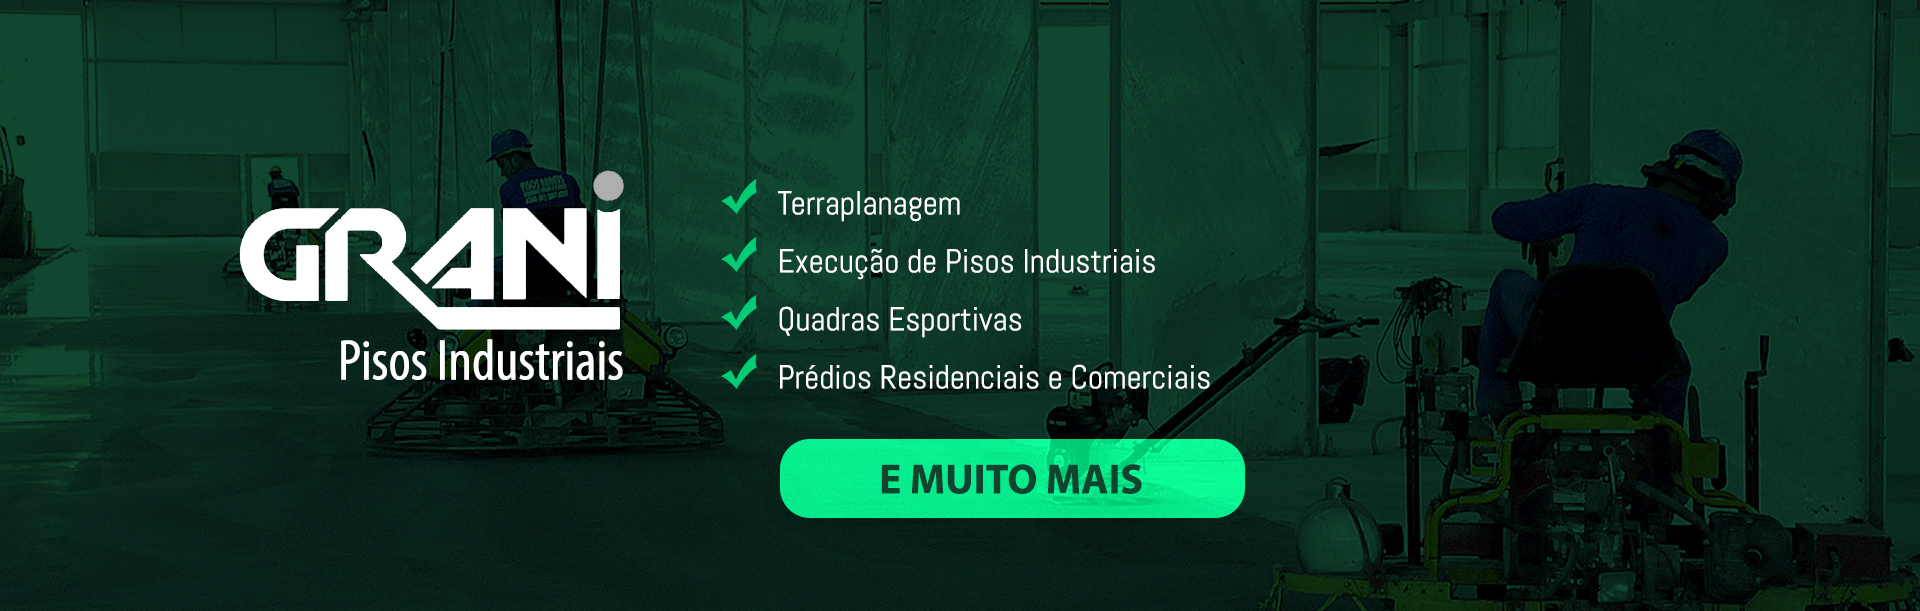 GRANI
Pisos Industriais
Terraplanagem
Execução de Pisos Industriais
Quadras Esportivas
Prédios Residenciais e Comerciais
E MUITO MAIS